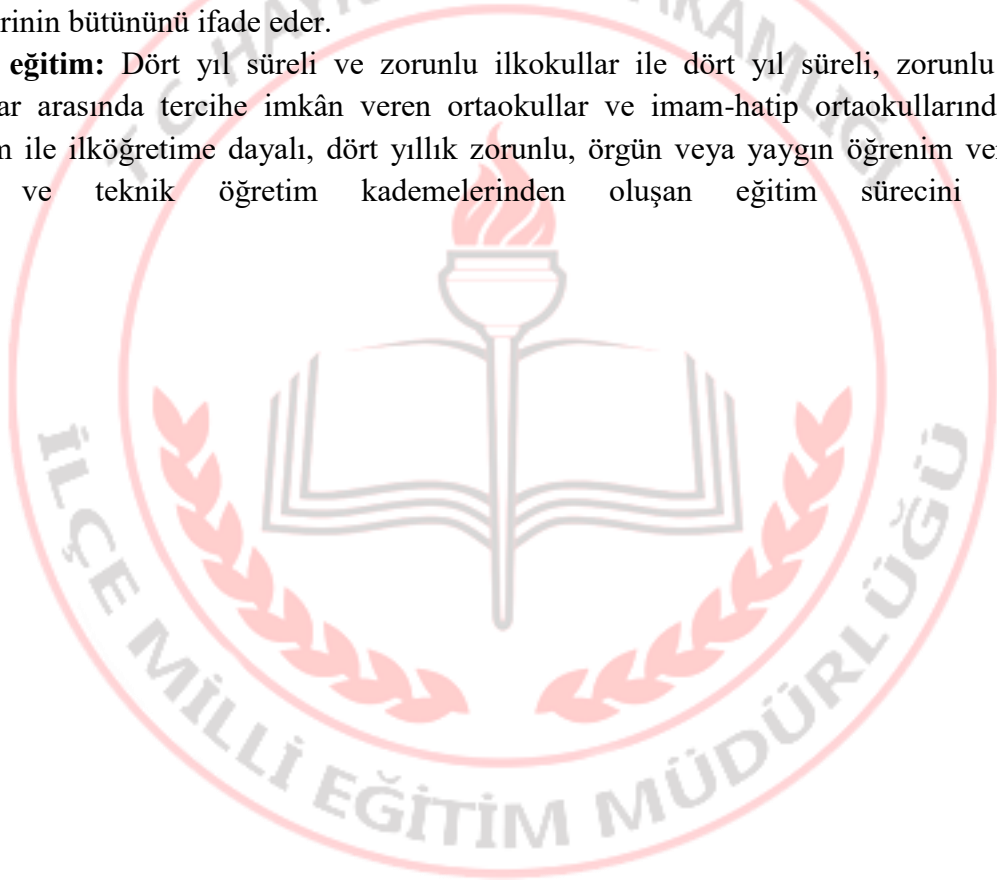 rinin bütününü ifade eder.
eğitim: Dört yıl süreli ve zorunlu ilkokullar ile dört yıl süreli, zorunlu
ar arasında tercihe imkân veren ortaokullar ve imam-hatip ortaokullarınd
ile ilköğretime dayalı, dört yıllık zorunlu, örgün veya yaygın öğrenim ve
ve teknik öğretim kademelerinden oluşan eğitim sürecini
T.C.
İLÇE MİLLİ EĞİTİM MÜDÜRLÜĞÜ